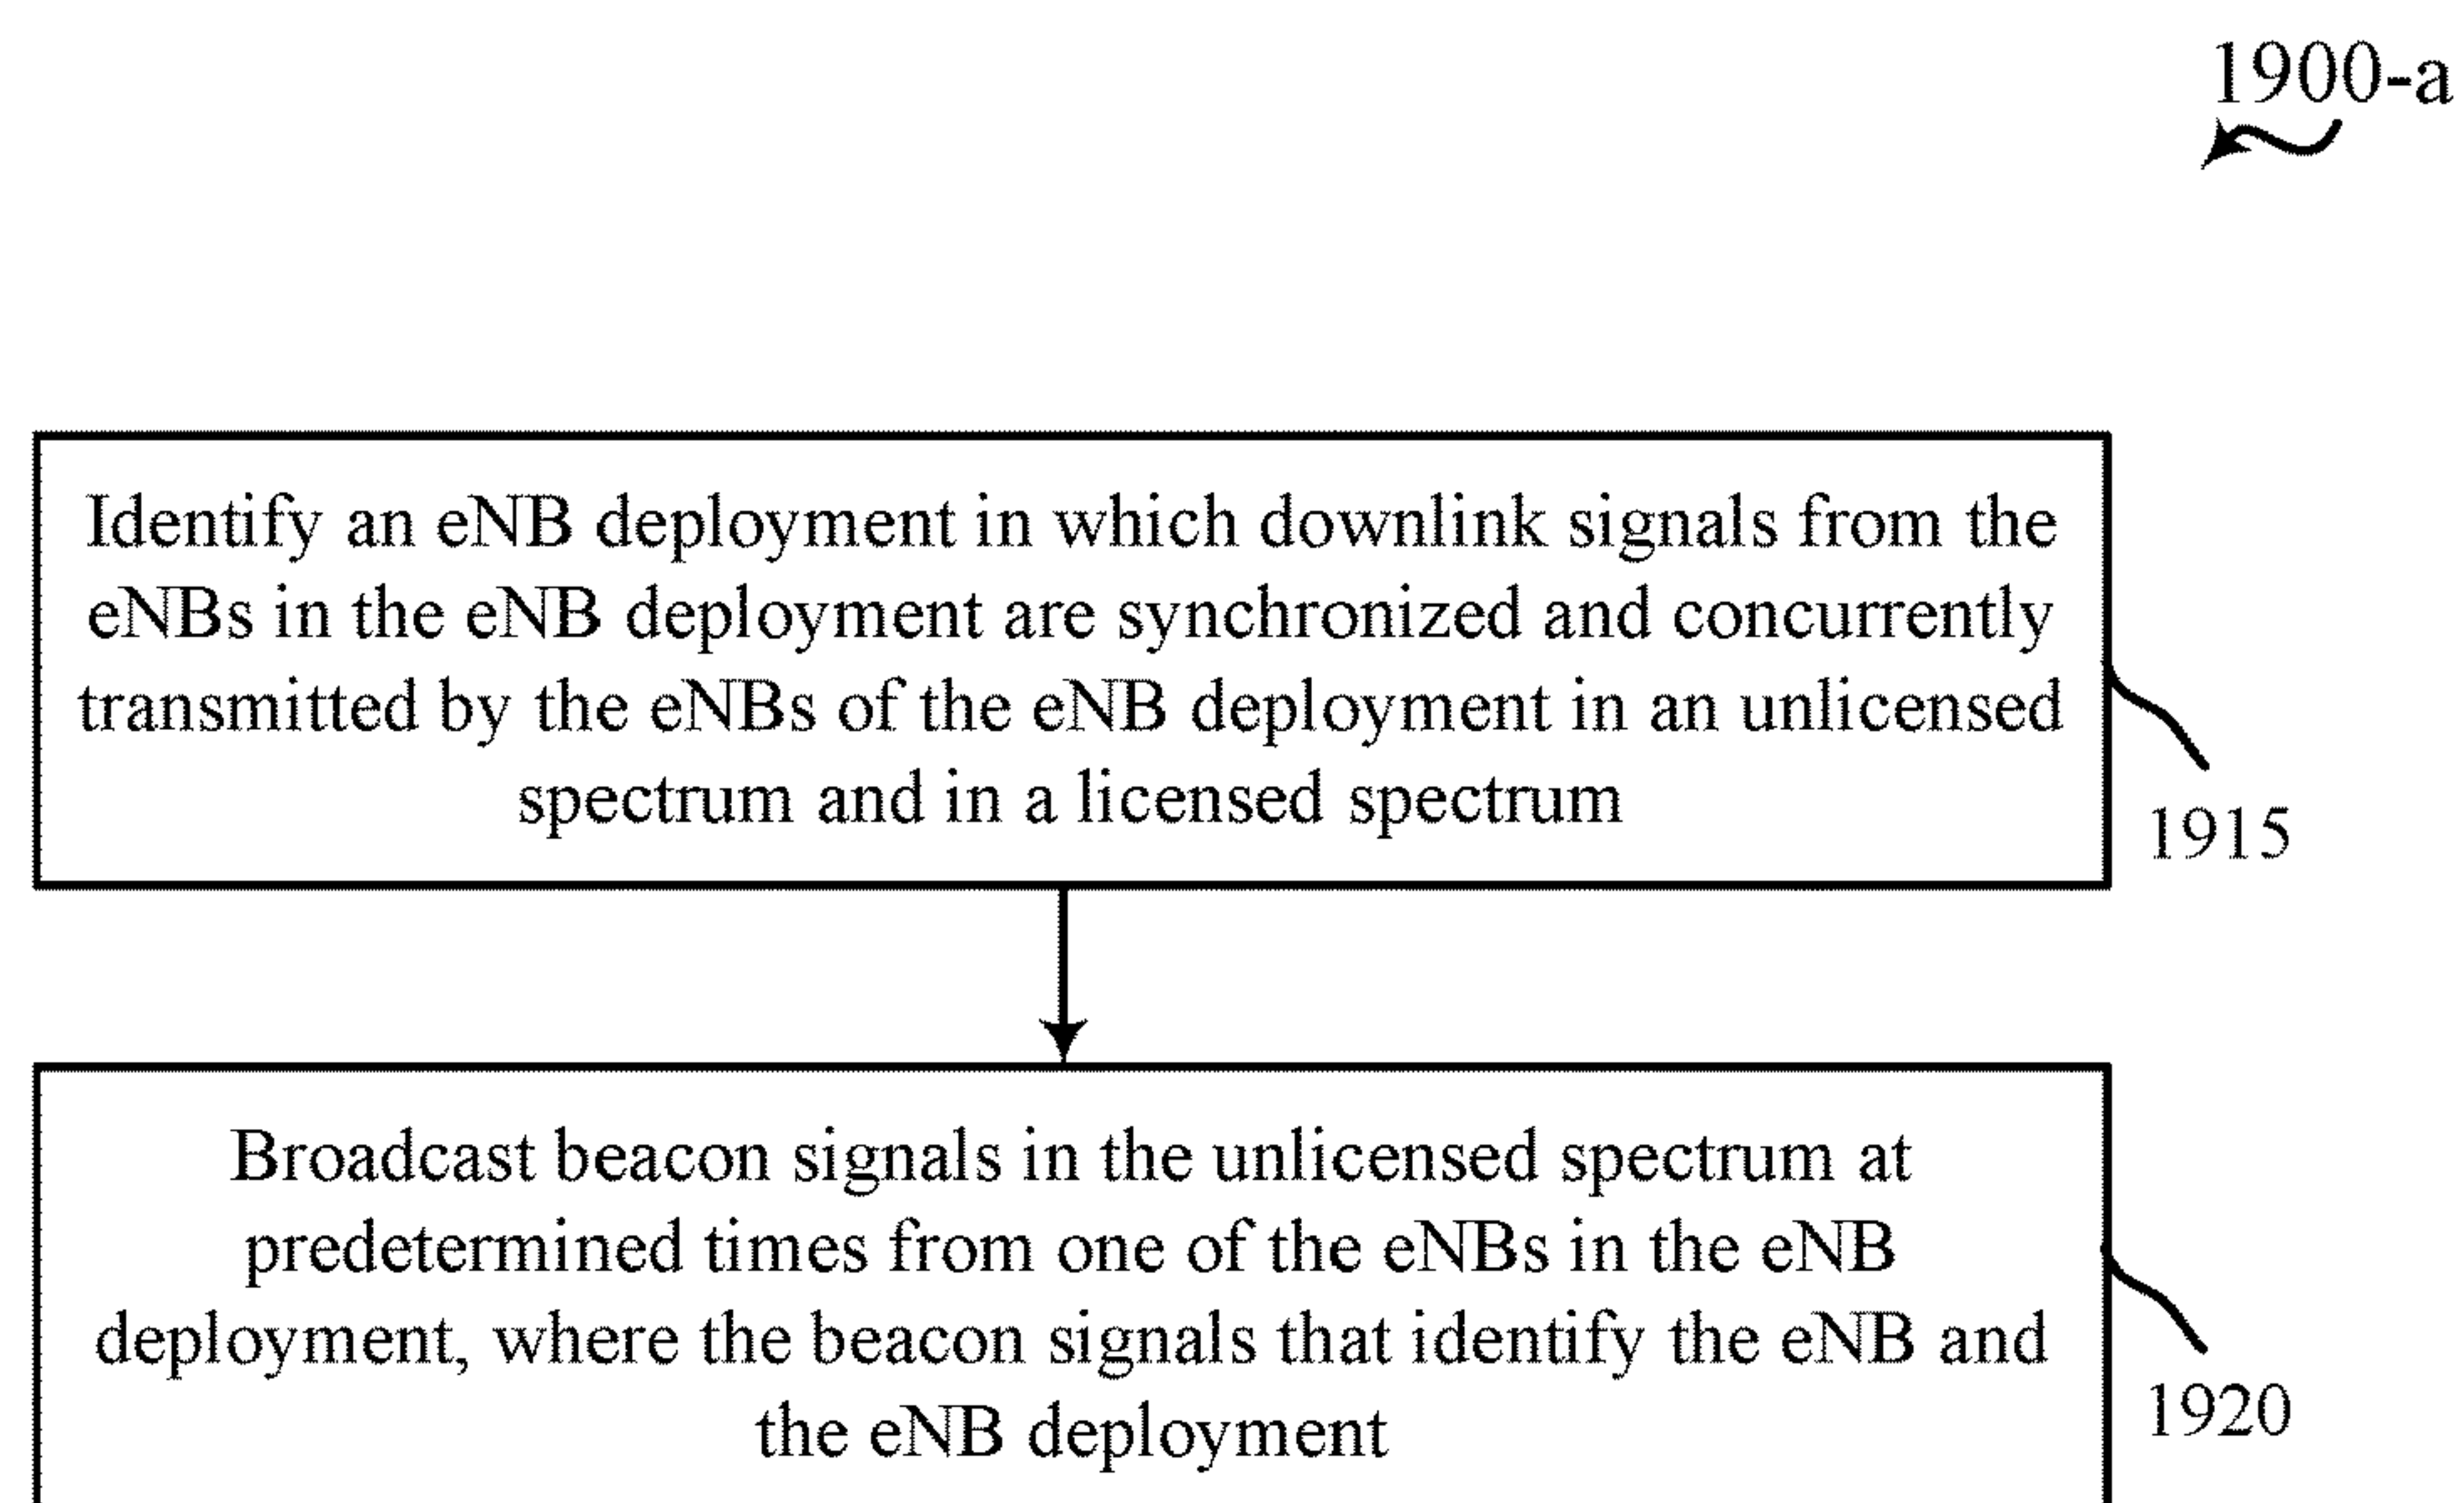 1900-a
Identify an eNB deployment in which downlink signals from the
eNBs in the eNB deployment are synchronized and concurrently
transmitted by the eNBs of the eNB deployment in an unlicensed
spectrum and in a licensed spectrum
1915
Broadcast beacon signals in the unlicensed spectrum at
predetermined times from one of the eNBs in the eNB
deployment, where the beacon signals that identify the eNB and
the eNB deployment
1920